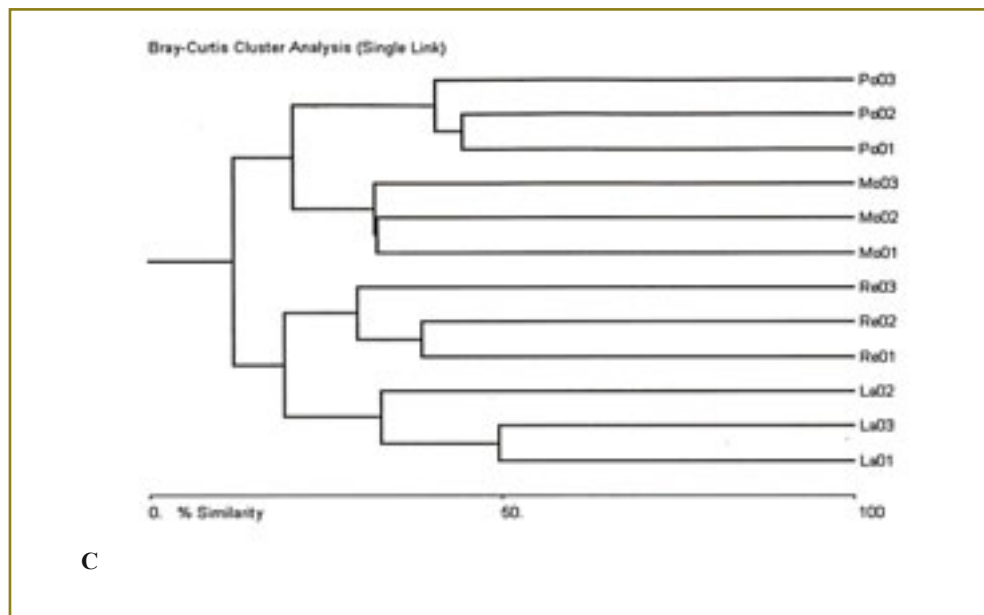 Bray-Curtis Cluster Analysis (Single Link)
Po03
Po02
Po01
Mo03
Mo02
Mo01
Re03
Re02
Re01
La02
La03
La01
0. % Similarity 50. 100
C